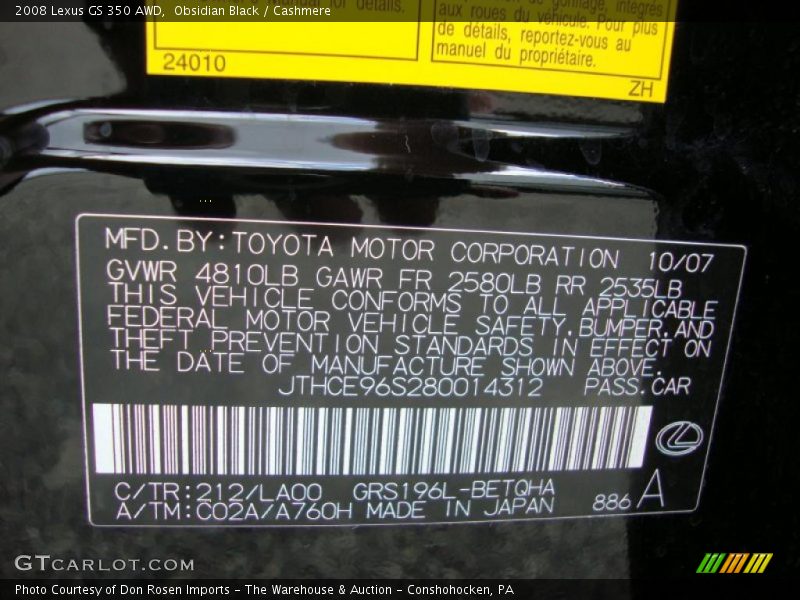 2008 Lexus GS 350 AWD, Obsidian Black / Cashmere
Manual for details.
24010
aux roues du véhicule. Pour plus
de détails, reportez-vous au
manuel du propriétaire.
ZH
MFD.BY:TOYOTA MOTOR CORPORATION 10/07
GVWR 4810LB GAWR FR 2580LB RR 2535LB
THIS VEHICLE CONFORMS TO ALL APPLICABLE
FEDERAL MOTOR VEHICLE SAFETY,BUMPER,AND
THEFT PREVENTION STANDARDS IN EFFECT ON
THE DATE OF MANUFACTURE SHOWN ABOVE.
JTHCE96S280014312 PASS.CAR
C/TR:212/LA00 GRS196L-BETQHA
A/TM:C02A/A760H MADE IN JAPAN 886 A
GTCARLOT.COM
Photo Courtesy of Don Rosen Imports – The Warehouse & Auction – Conshohocken, PA